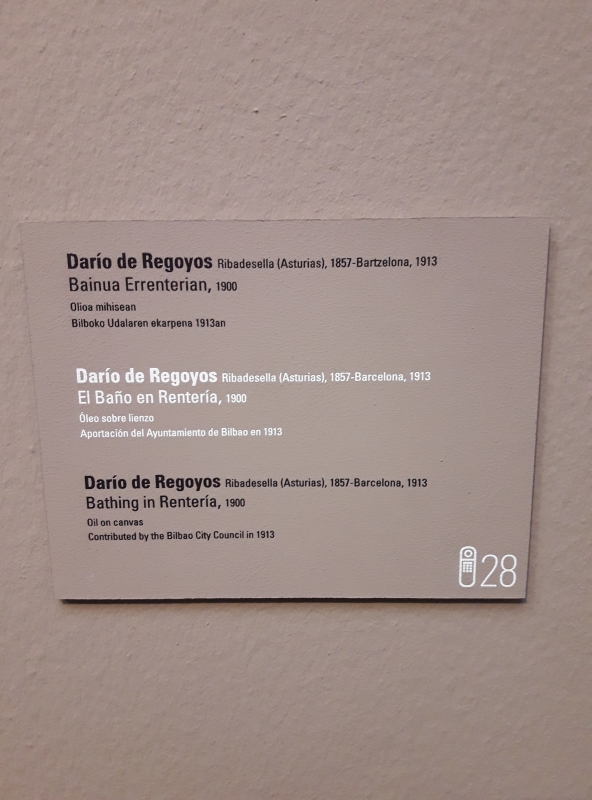 Darío de Regoyos Ribadesella (Asturias), 1857-Bartzelona, 1913
Bainua Errenterian, 1900
Olioa mihisean
Bilboko Udalaren ekarpena 1913an
Darío de Regoyos Ribadesella (Asturias), 1857-Barcelona, 1913
El Baño en Rentería, 1900
Óleo sobre lienzo
Aportación del Ayuntamiento de Bilbao en 1913
Darío de Regoyos Ribadesella (Asturias), 1857-Barcelona, 1913
Bathing in Rentería, 1900
Oil on canvas
Contributed by the Bilbao City Council in 1913
28